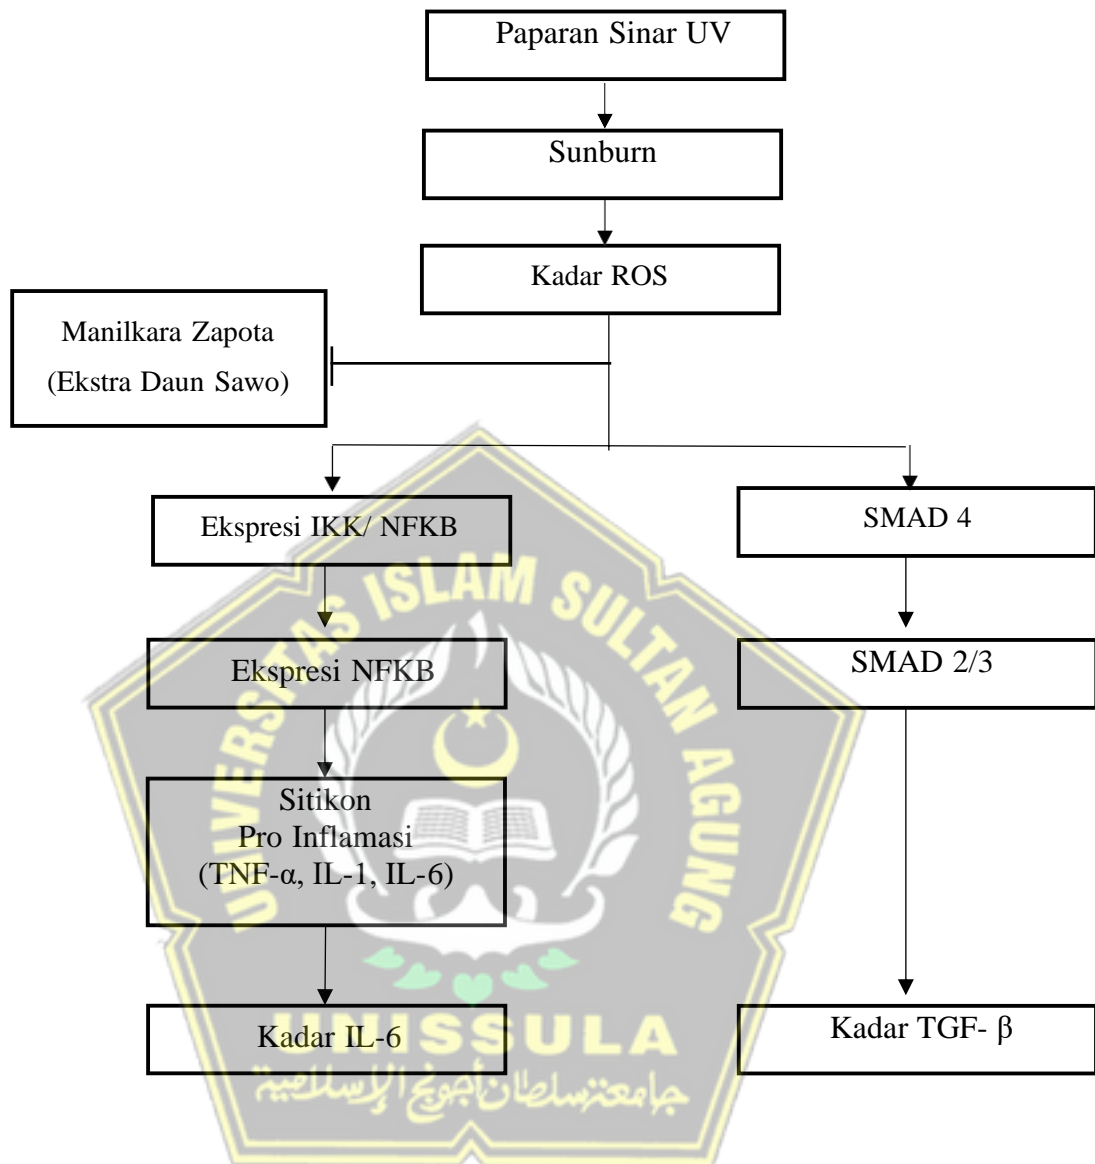 Paparan Sinar UV
Sunburn
Kadar ROS
Manilkara Zapota
(Ekstra Daun Sawo)
Ekspresi IKK/ NFKB
SMAD 4
Ekspresi NFKB
SMAD 2/3
Sitikon
Pro Inflamasi
(TNF-α, IL-1, IL-6)
Kadar IL-6
Kadar TGF- β
UNIVERSITAS ISLAM SULTAN AGUNG
UNISSULA
جامعة سلطان أجونج الإسلامية